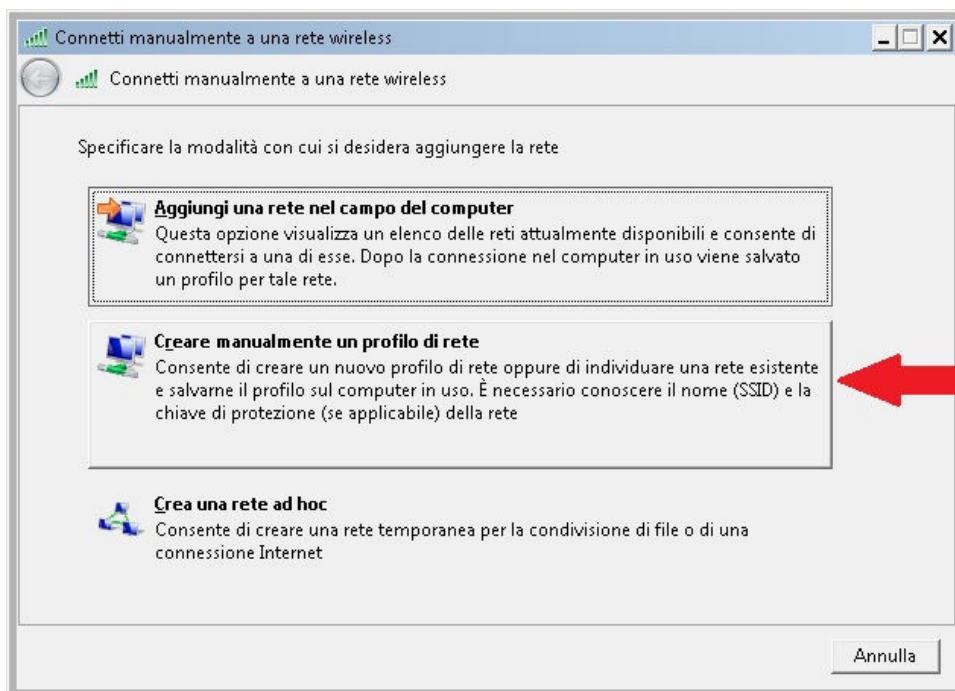 Connetti manualmente a una rete wireless
Connetti manualmente a una rete wireless
Specificare la modalità con cui si desidera aggiungere la rete
Aggiungi una rete nel campo del computer
Questa opzione visualizza un elenco delle reti attualmente disponibili e consente di
connettersi a una di esse. Dopo la connessione nel computer in uso viene salvato
un profilo per tale rete.
Creare manualmente un profilo di rete
Consente di creare un nuovo profilo di rete oppure di individuare una rete esistente
e salvarne il profilo sul computer in uso. È necessario conoscere il nome (SSID) e la
chiave di protezione (se applicabile) della rete
Crea una rete ad hoc
Consente di creare una rete temporanea per la condivisione di file o di una
connessione Internet
Annulla